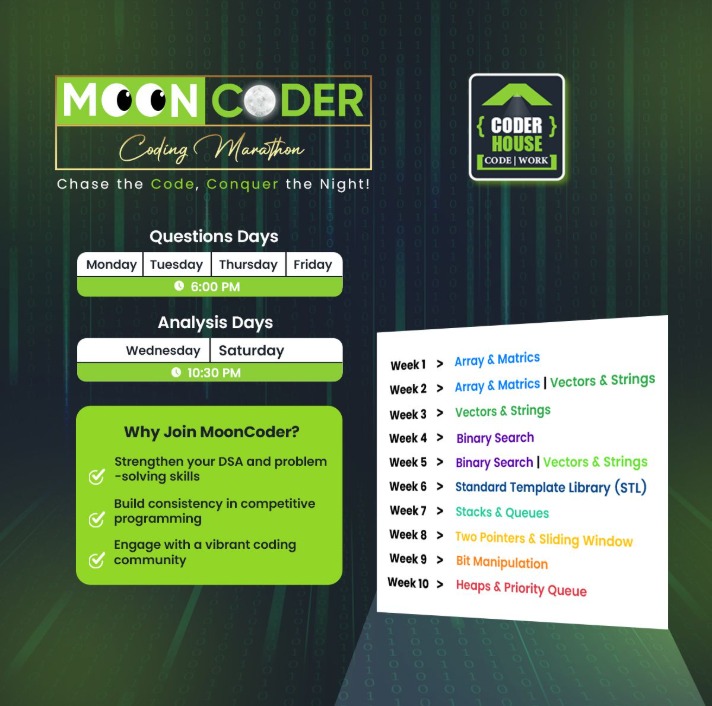 MOON CODER
Coding Marathon
Chase the Code, Conquer the Night!
{ CODER }
HOUSE
[CODE | WORK]
Questions Days
Monday | Tuesday | Thursday | Friday
6:00 PM
Analysis Days
Wednesday | Saturday
10:30 PM
Why Join MoonCoder?
Strengthen your DSA and problem
-solving skills
Build consistency in competitive
programming
Engage with a vibrant coding
community
Week 1 > Array & Matrics
Week 2 > Array & Matrics | Vectors & Strings
Week 3 > Vectors & Strings
Week 4 > Binary Search
Week 5 > Binary Search | Vectors & Strings
Week 6 > Standard Template Library (STL)
Week 7 > Stacks & Queues
Week 8 > Two Pointers & Sliding Window
Week 9 > Bit Manipulation
Week 10 > Heaps & Priority Queue